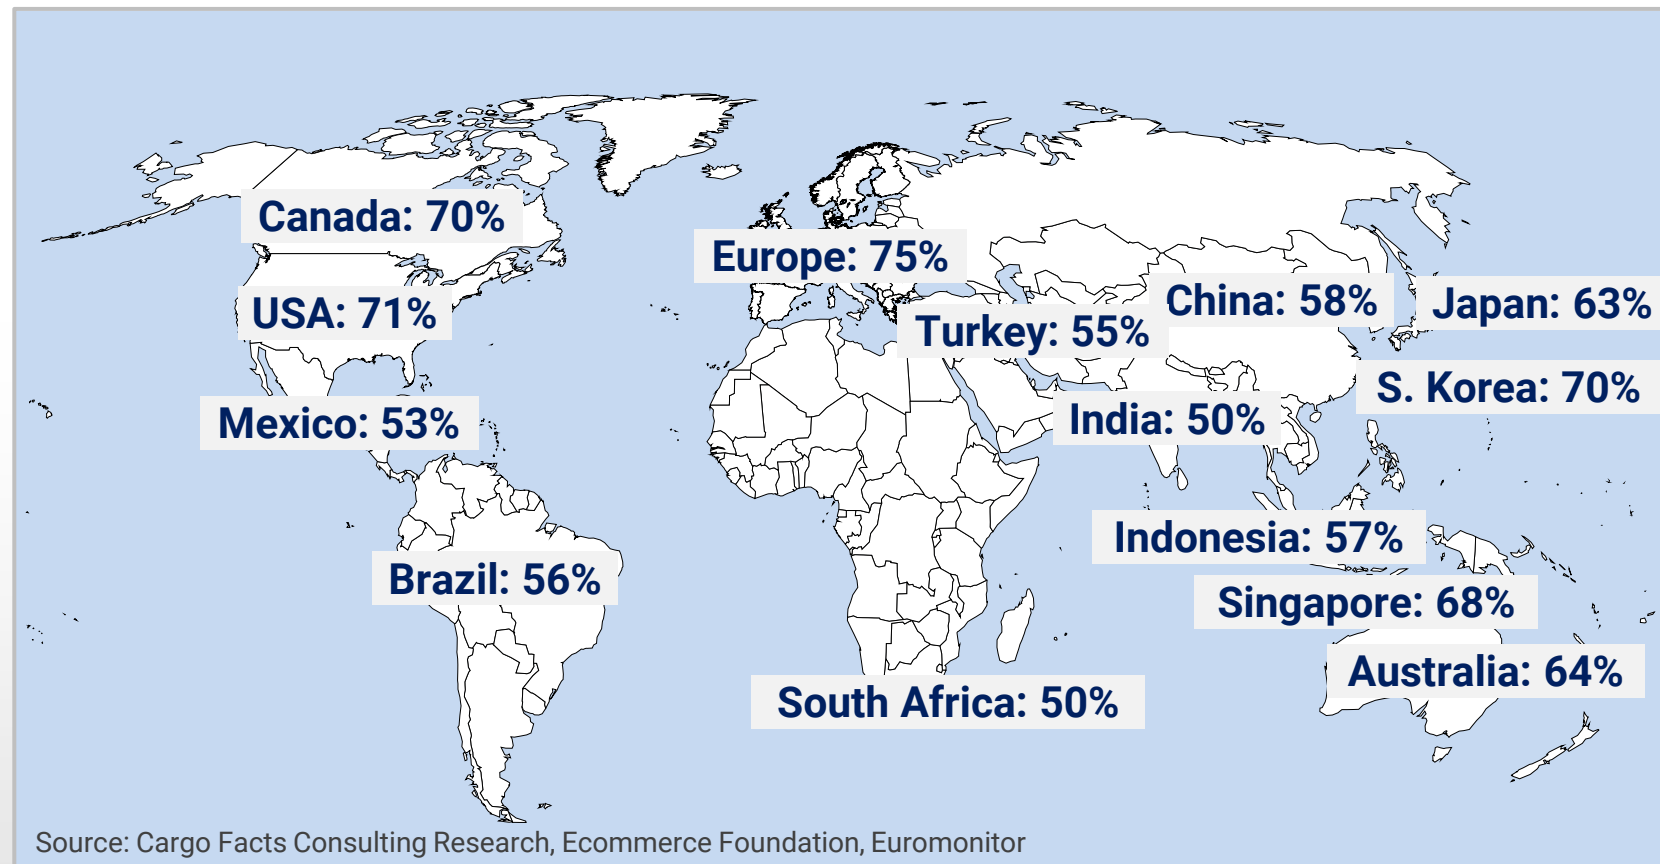 Canada: 70%
Europe: 75%
USA: 71%
China: 58%
Japan: 63%
Turkey: 55%
S. Korea: 70%
Mexico: 53%
India: 50%
Indonesia: 57%
Brazil: 56%
Singapore: 68%
Australia: 64%
South Africa: 50%
Source: Cargo Facts Consulting Research, Ecommerce Foundation, Euromonitor